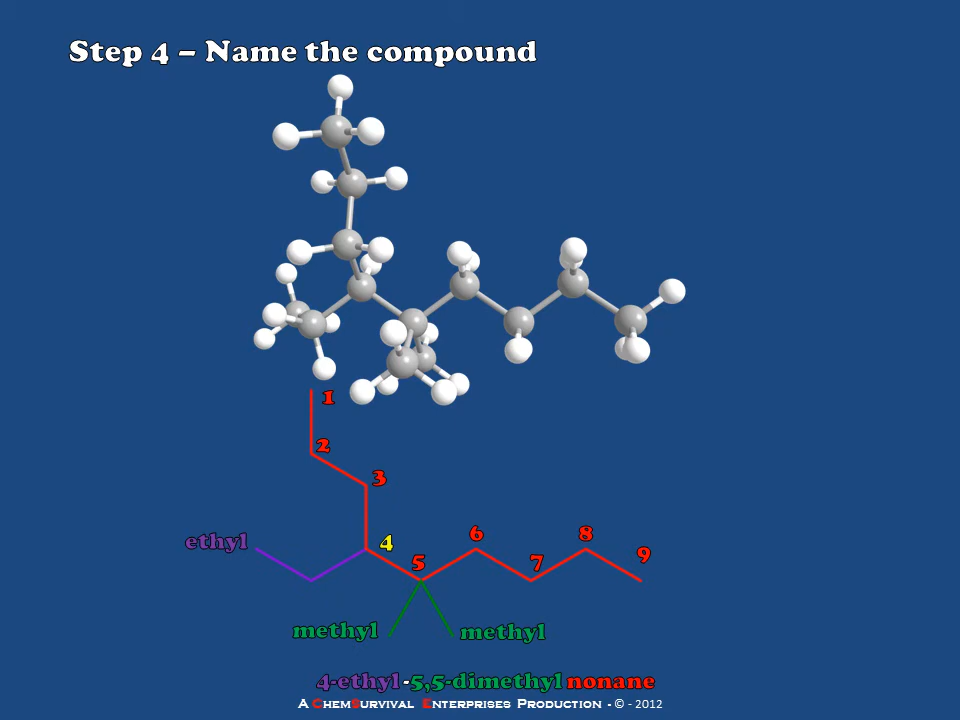 Step 4 – Name the compound
1
2
3
ethyl
4
5
6
7
8
9
methyl
methyl
4-ethyl -5,5-dimethyl nonane
A ChemSurvival Enterprises Production - © - 2012